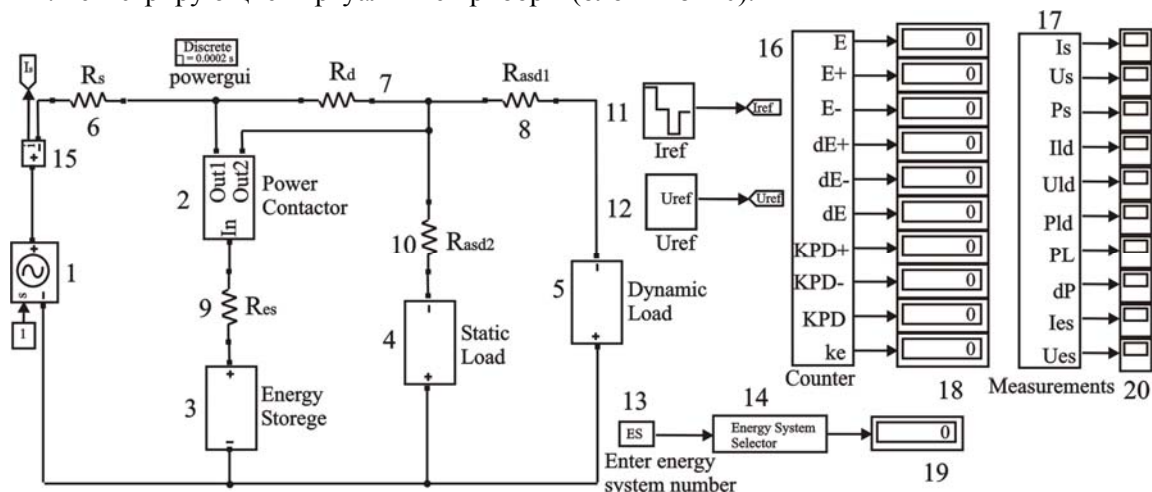 Is
Rs
6
15
+
-
i
s
1
1
Discrete
= 0.0002 s
powergui
Rd
7
Rasd1
8
2
Out1
Out2
In
Power
Contactor
9
Res
3
+
-
Energy
Storege
10
Rasd2
4
-
+
Static
Load
5
-
+
Dynamic
Load
11
Iref
Iref
12
Uref
Uref
Uref
16
E
E+
E-
dE+
dE-
dE
KPD+
KPD-
KPD
ke
Counter
0
0
0
0
0
0
0
0
0
0
18
17
Is
Us
Ps
Ild
Uld
Pld
PL
dP
Ies
Ues
Measurements
20
13
ES
Enter energy
system number
14
Energy System
Selector
0
19